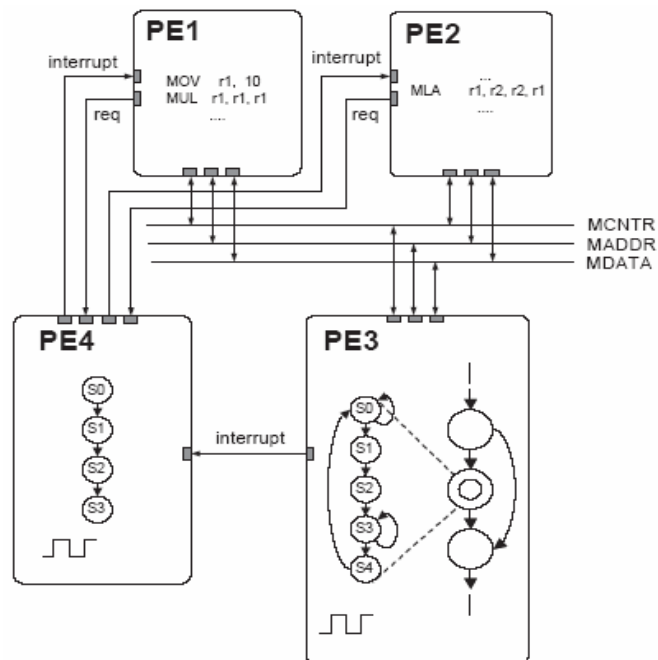 PE1
PE2
interrupt
interrupt
MOV r1, 10
MUL r1, r1, r1
....
...
MLA r1, r2, r2, r1
....
req
req
MCNTR
MADDR
MDATA
PE4
PE3
S0
S1
S2
S3
interrupt
S0
S1
S2
S3
S4